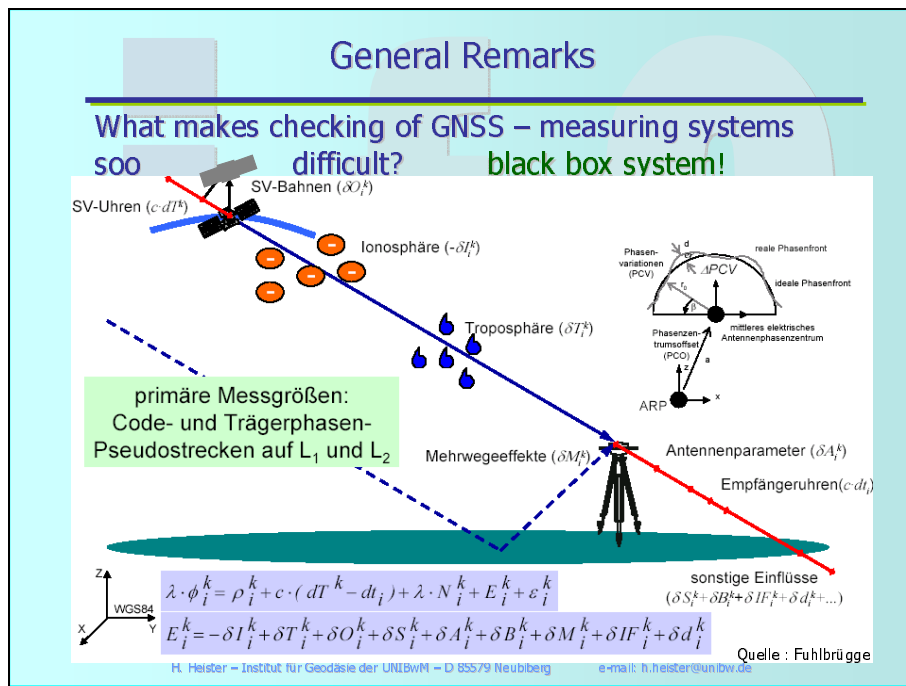 General Remarks
What makes checking of GNSS – measuring systems
soo difficult? black box system!
SV-Bahnen (δO_i^k)
SV-Uhren (c·dT^k)
Ionosphäre (-δI_i^k)
Troposphäre (δT_i^k)
Phasen-
variationen
(PCV)
d
ΔPCV
reale Phasenfront
ideale Phasenfront
r_0
β
Phasenzen-
trumsoffset
(PCO)
mittleres elektrisches
Antennenphasenzentrum
a
z
x
ARP
primäre Messgrößen:
Code- und Trägerphasen-
Pseudostrecken auf L₁ und L₂
Mehrwegeeffekte (δM_i^k)
Antennenparameter (δA_i^k)
Empfängeruhren(c·dt_i)
sonstige Einflüsse
(δS_i^k+δB_i^k+δIF_i^k+δd_i^k+...)
Z
WGS84
X
Y
λ·ϕ_i^k = ρ_i^k + c·(dT^k − dt_i) + λ·N_i^k + E_i^k + ε_i^k
E_i^k = −δI_i^k + δT_i^k + δO_i^k + δS_i^k + δA_i^k + δB_i^k + δM_i^k + δIF_i^k + δd_i^k
Quelle : Fuhlbrügge
H. Heister – Institut für Geodäsie der UNIBwM – D 85579 Neubiberg e-mail: h.heister@unibw.de